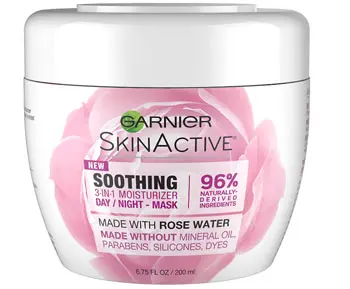 GARNIER
SKINACTIVE
NEW
SOOTHING
3-IN-1 MOISTURIZER
DAY / NIGHT - MASK
96%
NATURALLY-
DERIVED
INGREDIENTS
MADE WITH ROSE WATER
MADE WITHOUT MINERAL OIL,
PARABENS, SILICONES, DYES
6.75 FL OZ / 200 ml